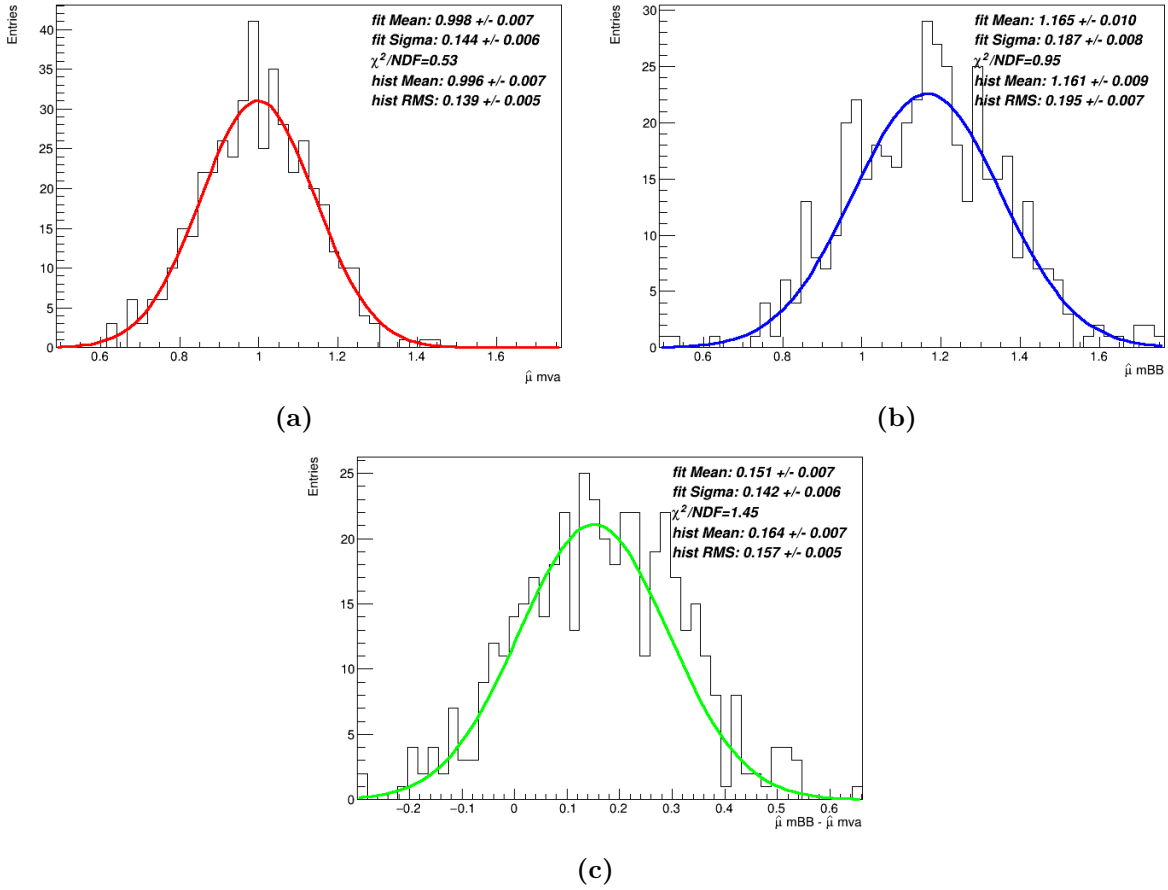 Entries
fit Mean: 0.998 +/- 0.007
fit Sigma: 0.144 +/- 0.006
χ²/NDF=0.53
hist Mean: 0.996 +/- 0.007
hist RMS: 0.139 +/- 0.005
40
35
30
25
20
15
10
5
0
0.6 0.8 1 1.2 1.4 1.6
μ̂ mva
(a)
Entries
fit Mean: 1.165 +/- 0.010
fit Sigma: 0.187 +/- 0.008
χ²/NDF=0.95
hist Mean: 1.161 +/- 0.009
hist RMS: 0.195 +/- 0.007
30
25
20
15
10
5
0
0.6 0.8 1 1.2 1.4 1.6
μ̂ mBB
(b)
Entries
fit Mean: 0.151 +/- 0.007
fit Sigma: 0.142 +/- 0.006
χ²/NDF=1.45
hist Mean: 0.164 +/- 0.007
hist RMS: 0.157 +/- 0.005
25
20
15
10
5
0
−0.2 −0.1 0 0.1 0.2 0.3 0.4 0.5 0.6
μ̂ mBB - μ̂ mva
(c)